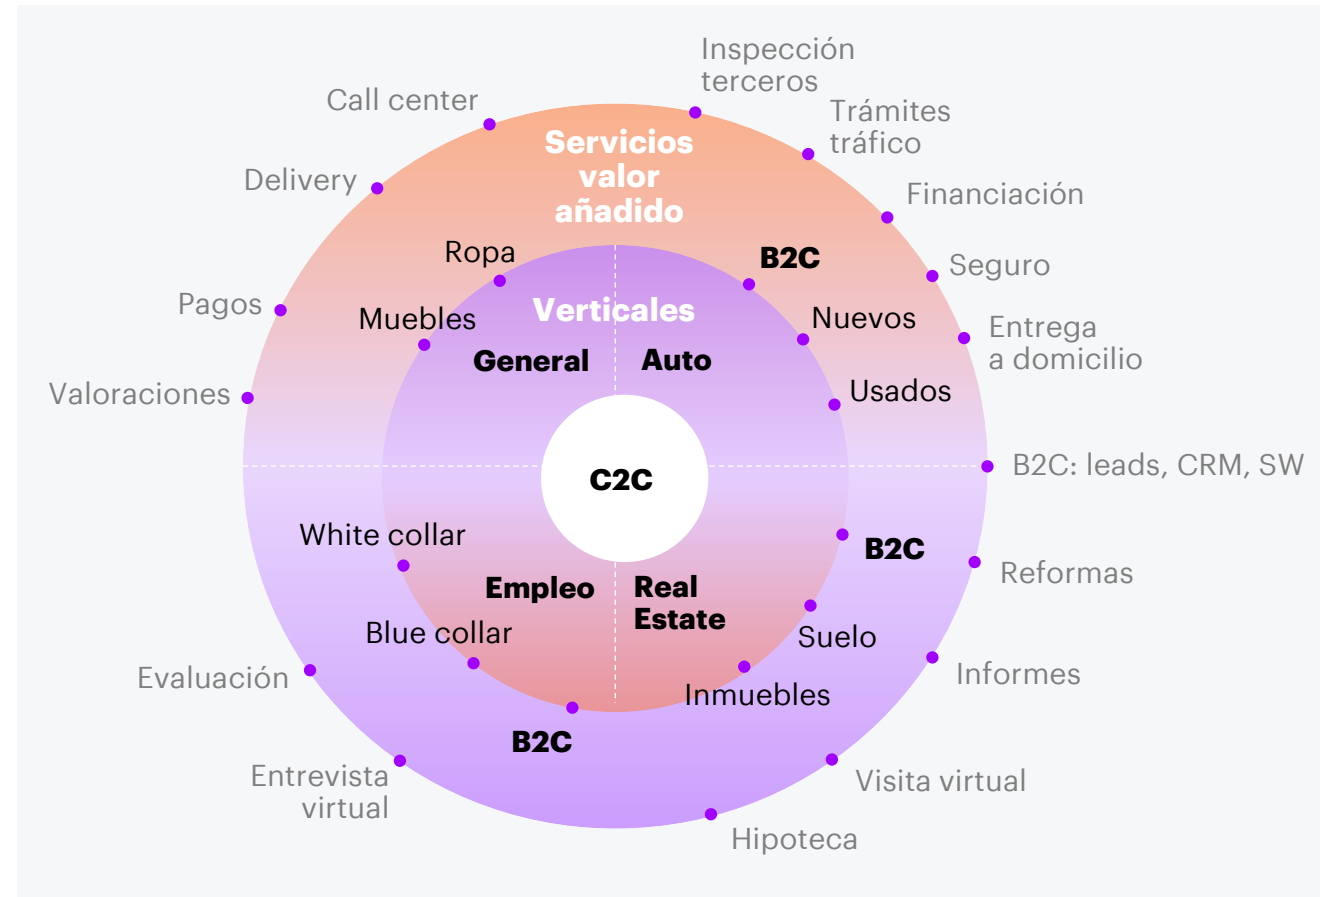 Inspección
terceros
Call center
Trámites
tráfico
Servicios
valor
añadido
Delivery
Financiación
Ropa
B2C
Seguro
Pagos
Muebles
Verticales
Nuevos
Entrega
a domicilio
General
Auto
Valoraciones
Usados
C2C
B2C: leads, CRM, SW
White collar
B2C
Empleo
Real
Estate
Reformas
Blue collar
Suelo
Evaluación
Inmuebles
Informes
B2C
Entrevista
virtual
Visita virtual
Hipoteca